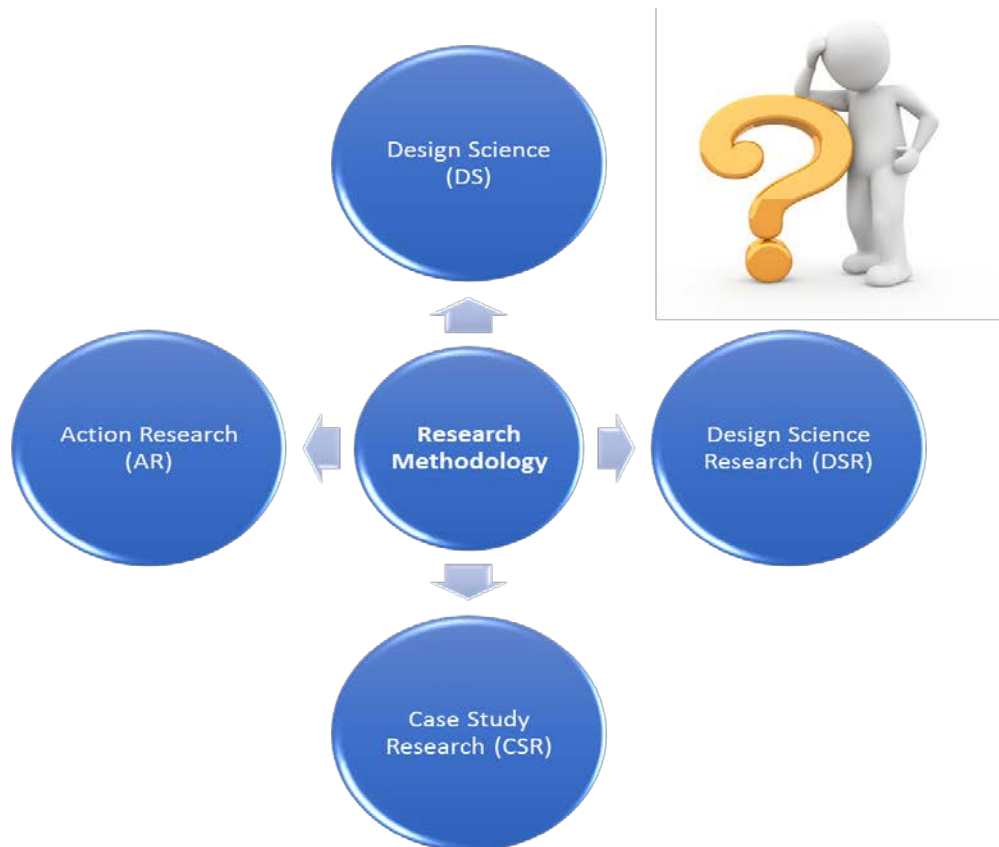 Design Science
(DS)
Action Research
(AR)
Research
Methodology
Design Science
Research (DSR)
Case Study
Research (CSR)